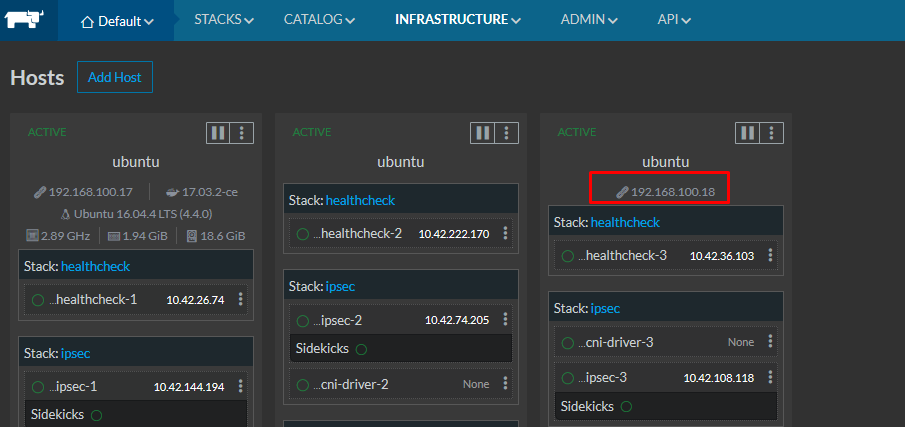 Default STACKS CATALOG INFRASTRUCTURE ADMIN API
Hosts Add Host
ACTIVE
ubuntu
192.168.100.17 17.03.2-ce
Ubuntu 16.04.4 LTS (4.4.0)
2.89 GHz 1.94 GiB 18.6 GiB
Stack: healthcheck
...healthcheck-1 10.42.26.74
Stack: ipsec
...ipsec-1 10.42.144.194
Sidekicks
ACTIVE
ubuntu
Stack: healthcheck
...healthcheck-2 10.42.222.170
Stack: ipsec
...ipsec-2 10.42.74.205
Sidekicks
...cni-driver-2 None
ACTIVE
ubuntu
192.168.100.18
Stack: healthcheck
...healthcheck-3 10.42.36.103
Stack: ipsec
...cni-driver-3 None
...ipsec-3 10.42.108.118
Sidekicks